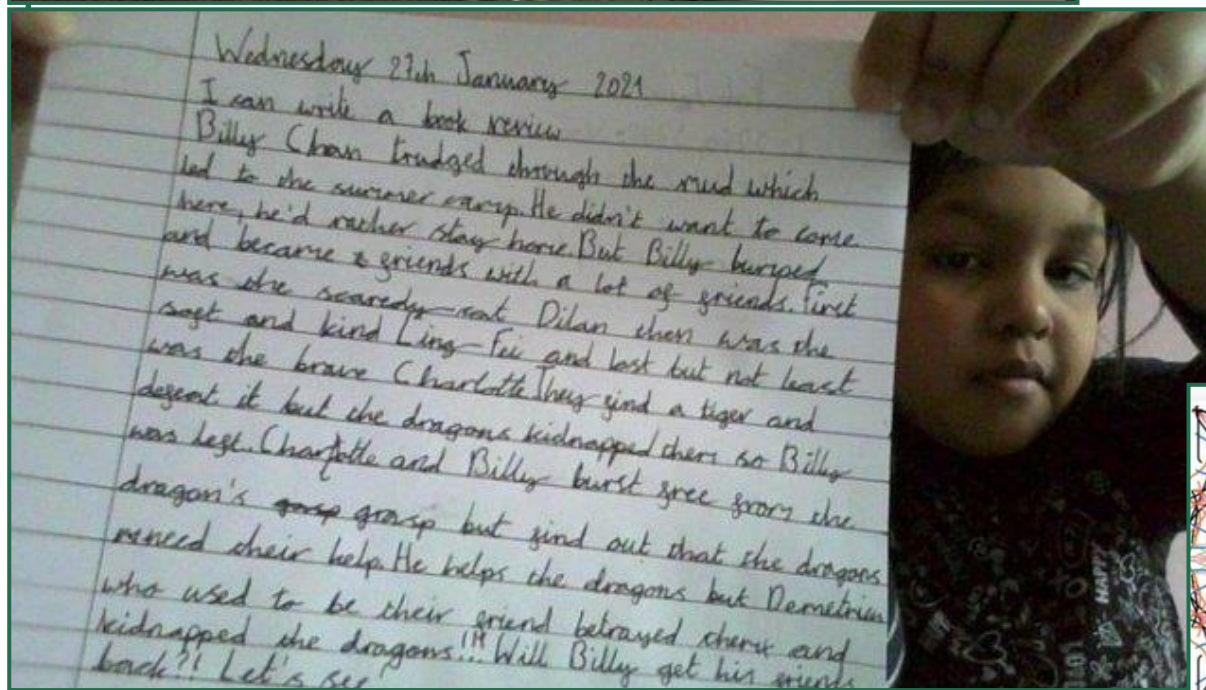 Wednesday 27th January 2021
I can write a book review
Billy Chan trudged through the mud which
led to the summer camp. He didn't want to come
here, he'd rather stay home. But Billy bumped
and became friends with a lot of friends. First
was the scaredy-cat Dilan then was the
soft and kind Ling-Fei and last but not least
was the brave Charlotte They find a tiger and
defeat it but the dragons kidnapped them so Billy
was left. Charlotte and Billy burst free from the
dragon's grasp but find out that the dragons
need their help. He helps the dragons but Demetrius
who used to be their friend betrayed them and
kidnapped the dragons!!! Will Billy get his friends
back?! Let's see
HAPPY